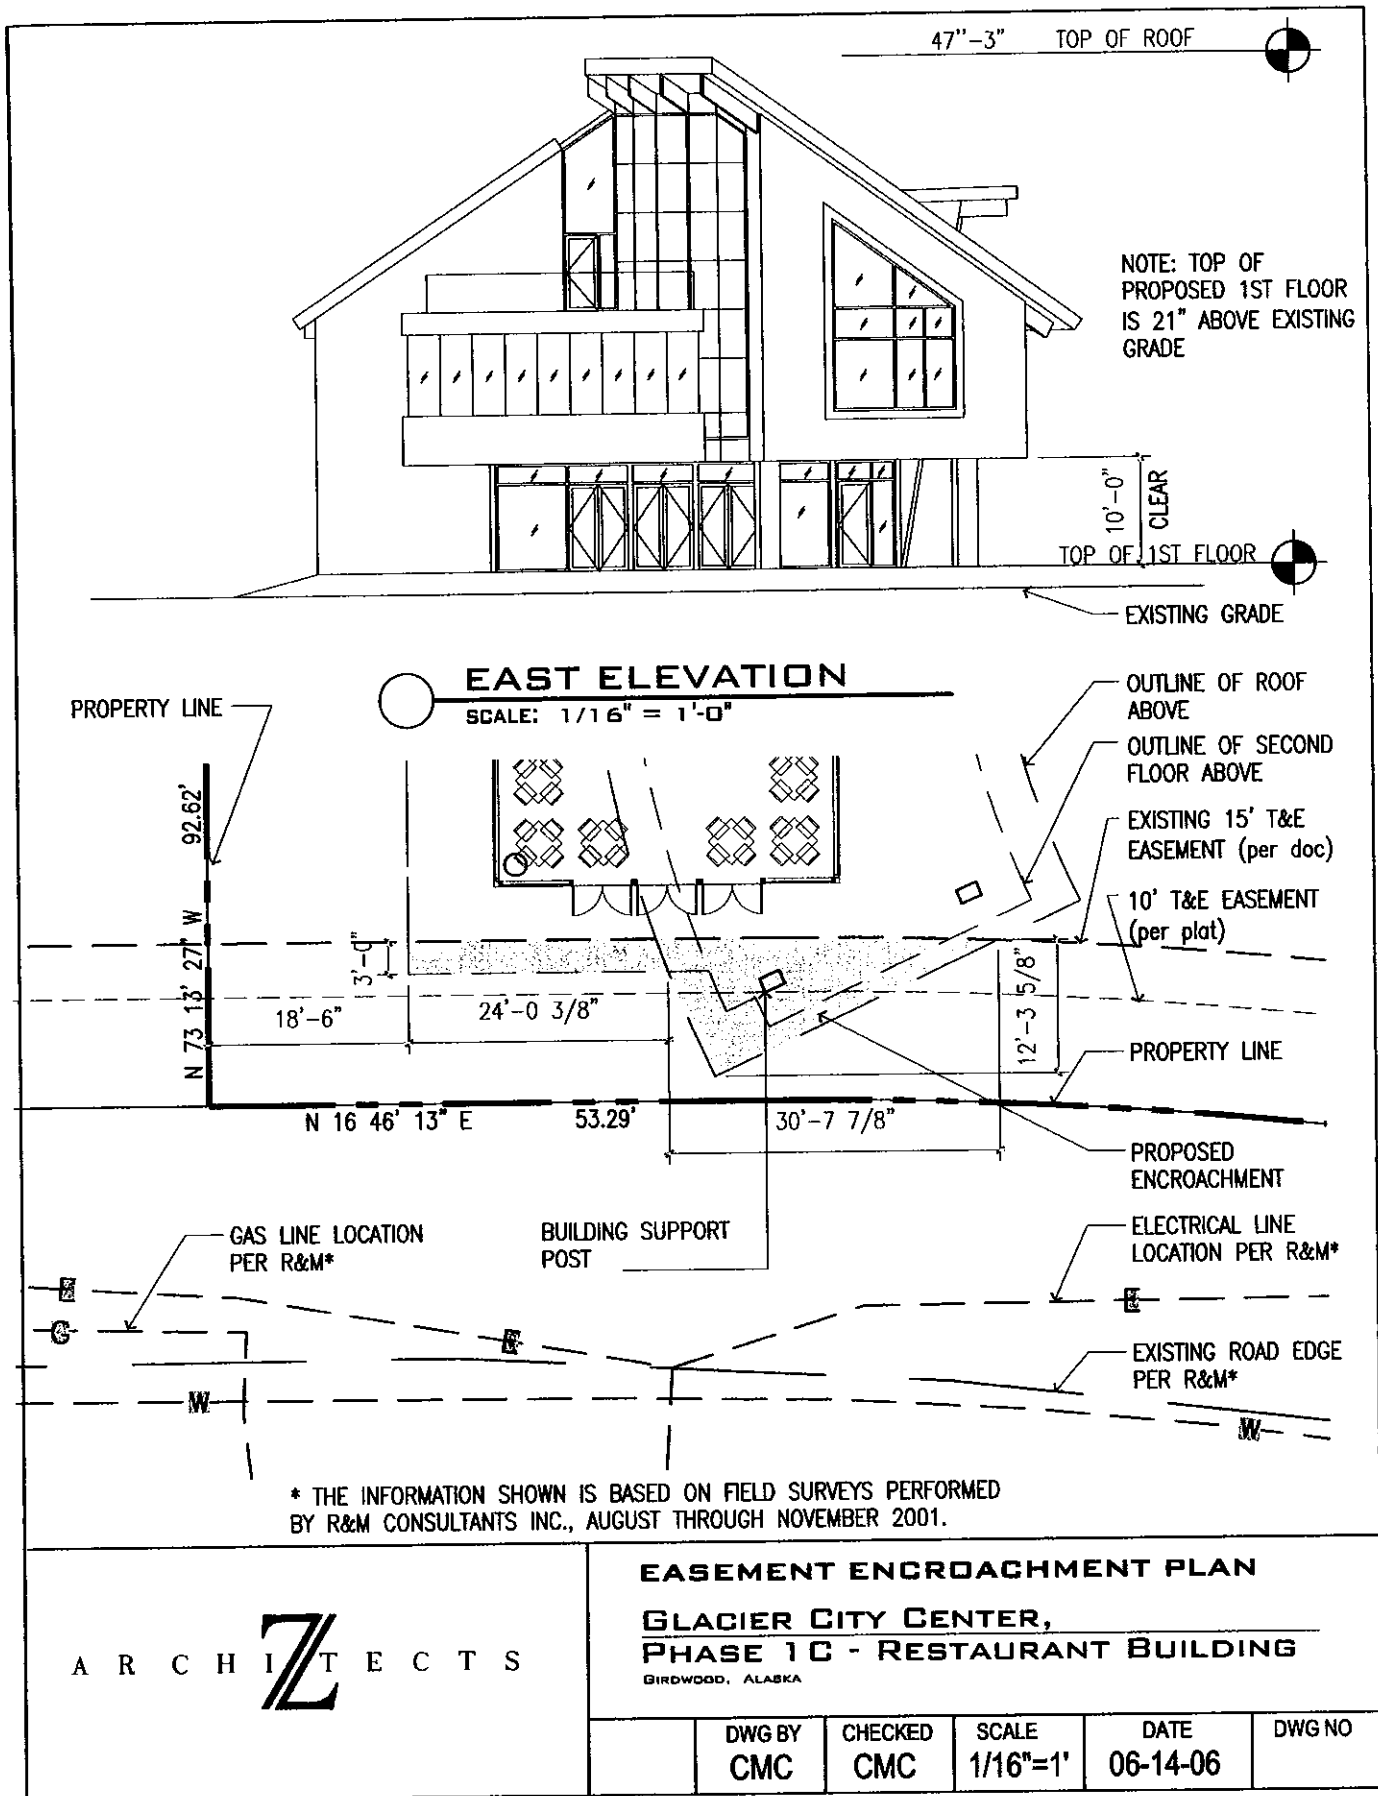 47"-3" TOP OF ROOF
NOTE: TOP OF
PROPOSED 1ST FLOOR
IS 21" ABOVE EXISTING
GRADE
10'-0"
CLEAR
TOP OF 1ST FLOOR
EXISTING GRADE
EAST ELEVATION
SCALE: 1/16" = 1'-0"
PROPERTY LINE
OUTLINE OF ROOF
ABOVE
OUTLINE OF SECOND
FLOOR ABOVE
EXISTING 15' T&E
EASEMENT (per doc)
10' T&E EASEMENT
(per plat)
92.62'
N 73 13' 27" W
3'-0"
18'-6"
24'-0 3/8"
12'-3 5/8"
PROPERTY LINE
N 16 46' 13" E
53.29'
30'-7 7/8"
PROPOSED
ENCROACHMENT
GAS LINE LOCATION
PER R&M*
BUILDING SUPPORT
POST
ELECTRICAL LINE
LOCATION PER R&M*
E
E
G
E
EXISTING ROAD EDGE
PER R&M*
W
W
* THE INFORMATION SHOWN IS BASED ON FIELD SURVEYS PERFORMED
BY R&M CONSULTANTS INC., AUGUST THROUGH NOVEMBER 2001.
ARCHITECTS
Z
EASEMENT ENCROACHMENT PLAN
GLACIER CITY CENTER,
PHASE 1C - RESTAURANT BUILDING
GIRDWOOD, ALASKA
DWG BY
CMC
CHECKED
CMC
SCALE
1/16"=1'
DATE
06-14-06
DWG NO